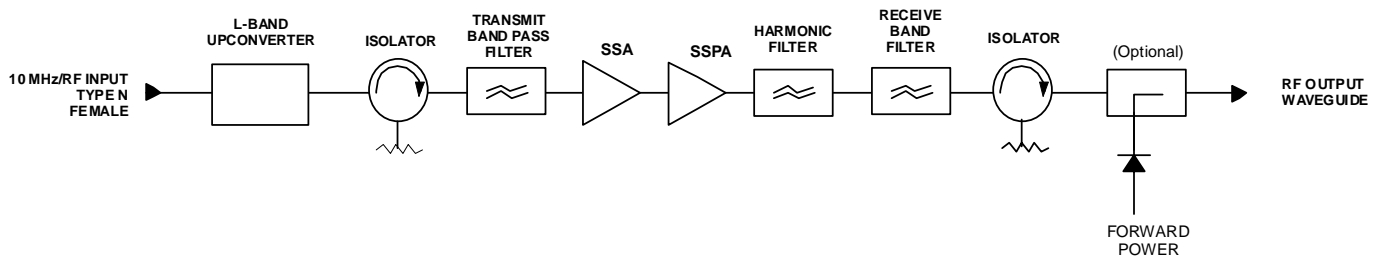 10 MHz/RF INPUT
TYPE N
FEMALE
L-BAND
UPCONVERTER
ISOLATOR
TRANSMIT
BAND PASS
FILTER
SSA
SSPA
HARMONIC
FILTER
RECEIVE
BAND
FILTER
ISOLATOR
(Optional)
RF OUTPUT
WAVEGUIDE
FORWARD
POWER